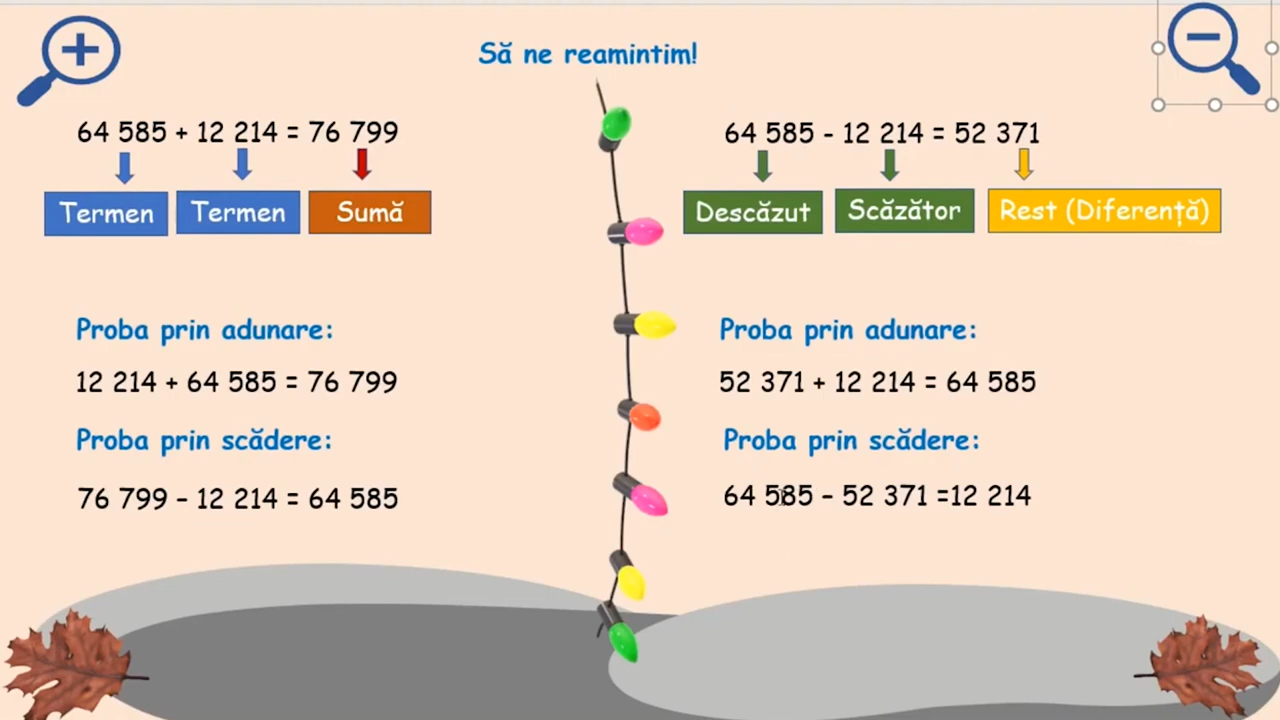 Să ne reamintim!
64 585 + 12 214 = 76 799
Termen Termen Sumă
Proba prin adunare:
12 214 + 64 585 = 76 799
Proba prin scădere:
76 799 – 12 214 = 64 585
64 585 - 12 214 = 52 371
Descăzut Scăzător Rest (Diferență)
Proba prin adunare:
52 371 + 12 214 = 64 585
Proba prin scădere:
64 585 – 52 371 =12 214